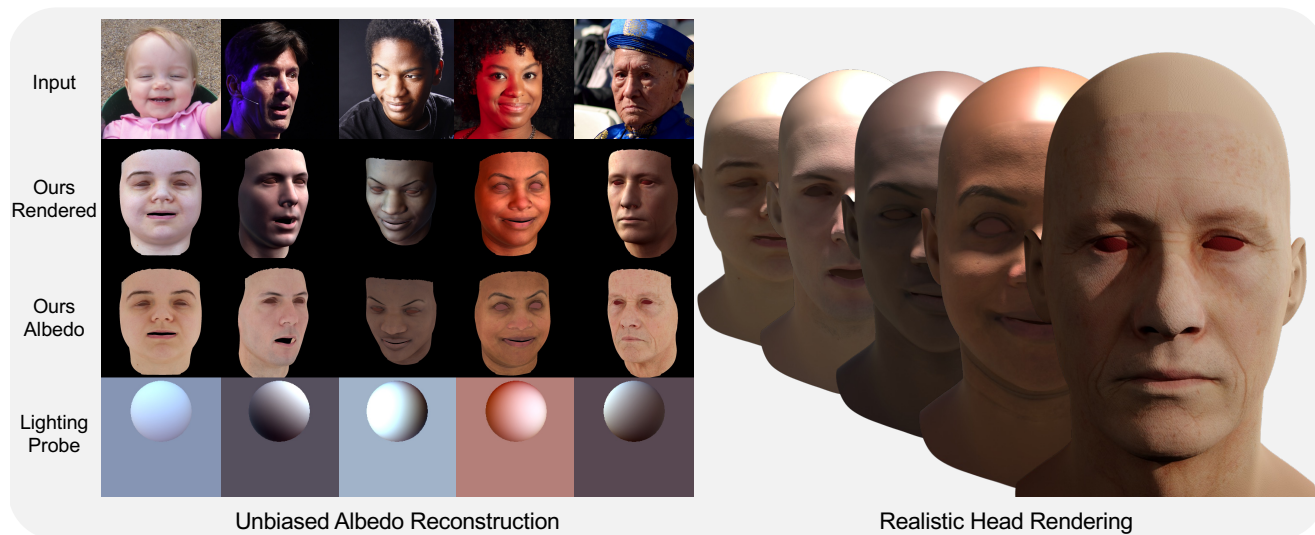 Input
Ours
Rendered
Ours
Albedo
Lighting
Probe
Unbiased Albedo Reconstruction
Realistic Head Rendering